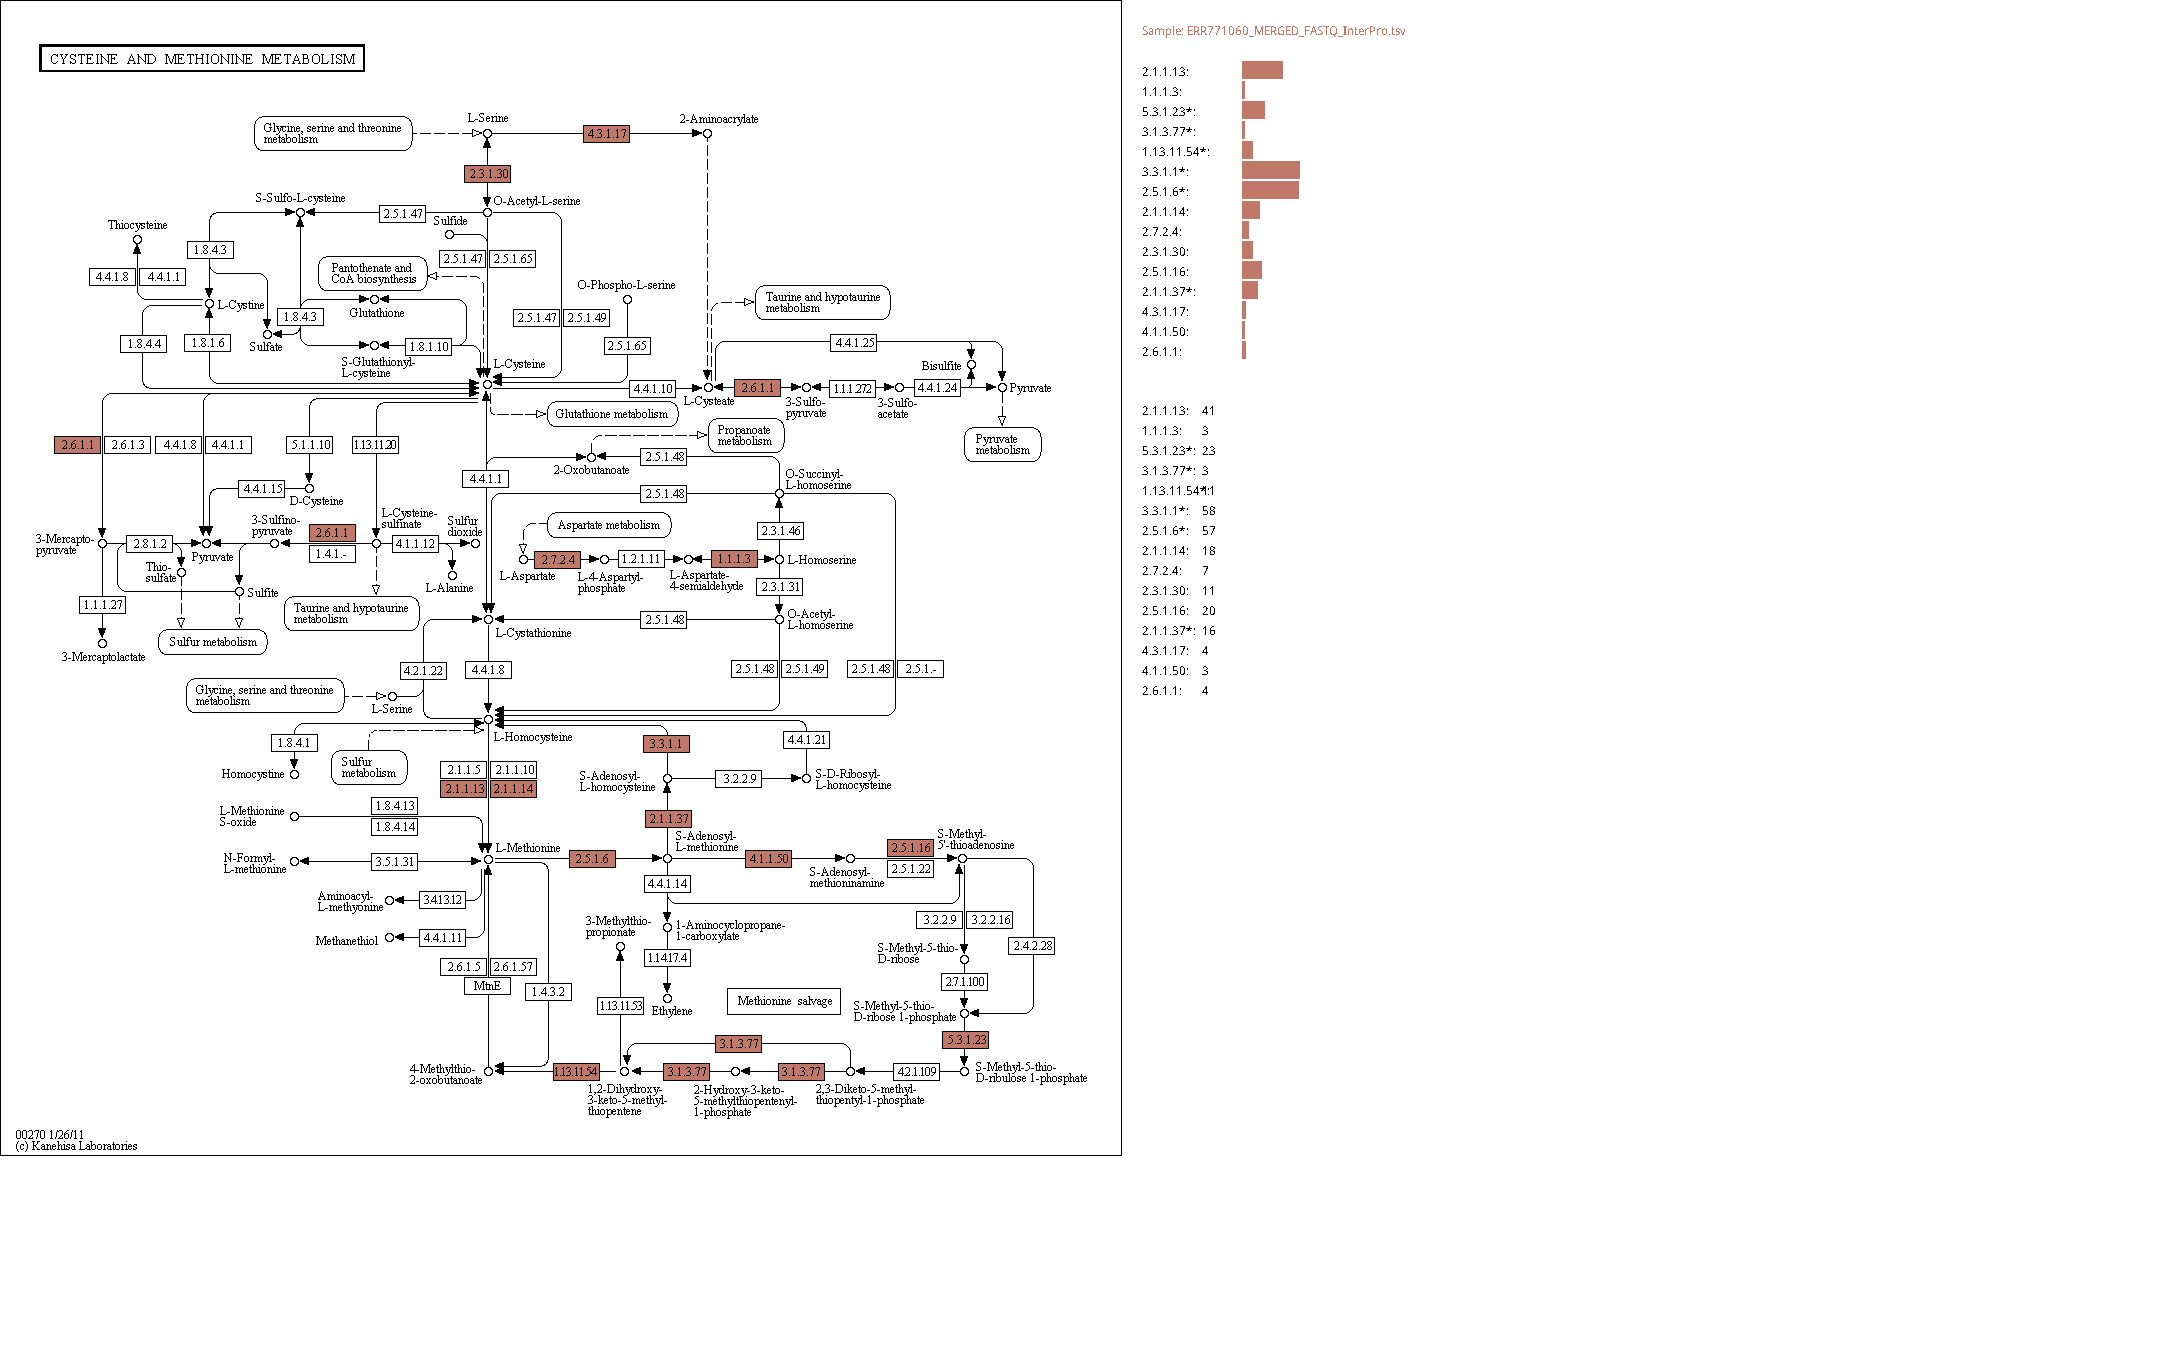 CYSTEINE AND METHIONINE METABOLISM
Glycine, serine and threonine
metabolism
L-Serine
4.3.1.17
2-Aminoacrylate
2.3.1.30
S-Sulfo-L-cysteine
2.5.1.47
O-Acetyl-L-serine
Sulfide
Thiocysteine
1.8.4.3
2.5.1.47
2.5.1.65
4.4.1.8
4.4.1.1
Pantothenate and
CoA biosynthesis
L-Cystine
O-Phospho-L-serine
Taurine and hypotaurine
metabolism
1.8.4.3
Glutathione
2.5.1.47
2.5.1.49
1.8.4.4
1.8.1.6
Sulfate
1.8.1.10
2.5.1.65
4.4.1.25
S-Glutathionyl-
L-cysteine
L-Cysteine
Bisulfite
4.4.1.10
L-Cysteate
2.6.1.1
3-Sulfo-
pyruvate
1.1.1.272
3-Sulfo-
acetate
4.4.1.24
Pyruvate
Glutathione metabolism
2.6.1.1
2.6.1.3
4.4.1.8
4.4.1.1
5.1.1.10
1.13.11.20
Propanoate
metabolism
Pyruvate
metabolism
2-Oxobutanoate
2.5.1.48
4.4.1.1
O-Succinyl-
L-homoserine
4.4.1.15
D-Cysteine
2.5.1.48
3-Sulfino-
pyruvate
2.6.1.1
L-Cysteine-
sulfinate
Sulfur
dioxide
Aspartate metabolism
2.3.1.46
3-Mercapto-
pyruvate
2.8.1.2
Pyruvate
1.4.1.-
4.1.1.12
L-Aspartate
2.7.2.4
L-4-Aspartyl-
phosphate
1.2.1.11
L-Aspartate-
4-semialdehyde
1.1.1.3
L-Homoserine
Thio-
sulfate
L-Alanine
2.3.1.31
Sulfite
1.1.1.27
Taurine and hypotaurine
metabolism
Sulfur metabolism
3-Mercaptolactate
L-Cystathionine
2.5.1.48
O-Acetyl-
L-homoserine
4.2.1.22
4.4.1.8
2.5.1.48
2.5.1.49
2.5.1.48
2.5.1.-
Glycine, serine and threonine
metabolism
L-Serine
L-Homocysteine
1.8.4.1
Homocystine
Sulfur
metabolism
3.3.1.1
4.4.1.21
2.1.1.5
2.1.1.10
2.1.1.13
2.1.1.14
S-Adenosyl-
L-homocysteine
3.2.2.9
S-D-Ribosyl-
L-homocysteine
L-Methionine
S-oxide
1.8.4.13
1.8.4.14
2.1.1.37
L-Methionine
2.5.1.6
S-Adenosyl-
L-methionine
4.1.1.50
S-Adenosyl-
methioninamine
2.5.1.16
2.5.1.22
S-Methyl-
5'-thioadenosine
N-Formyl-
L-methionine
3.5.1.31
4.4.1.14
Aminoacyl-
L-methyonine
3.4.13.12
3-Methylthio-
propionate
1-Aminocyclopropane-
1-carboxylate
3.2.2.9
3.2.2.16
Methanethiol
4.4.1.11
2.4.2.28
S-Methyl-5-thio-
D-ribose
2.6.1.5
2.6.1.57
MtnE
1.4.3.2
1.14.17.4
2.7.1.100
1.13.11.53
Ethylene
Methionine salvage
S-Methyl-5-thio-
D-ribose 1-phosphate
3.1.3.77
5.3.1.23
4-Methylthio-
2-oxobutanoate
1.13.11.54
3.1.3.77
3.1.3.77
4.2.1.109
S-Methyl-5-thio-
D-ribulose 1-phosphate
1,2-Dihydroxy-
3-keto-5-methyl-
thiopentene
2-Hydroxy-3-keto-
5-methylthiopentenyl-
1-phosphate
2,3-Diketo-5-methyl-
thiopentyl-1-phosphate
00270 1/26/11
(c) Kanehisa Laboratories
Sample: ERR771060_MERGED_FASTQ_InterPro.tsv
2.1.1.13:
1.1.1.3:
5.3.1.23*:
3.1.3.77*:
1.13.11.54*:
3.3.1.1*:
2.5.1.6*:
2.1.1.14:
2.7.2.4:
2.3.1.30:
2.5.1.16:
2.1.1.37*:
4.3.1.17:
4.1.1.50:
2.6.1.1:
2.1.1.13: 41
1.1.1.3: 3
5.3.1.23*: 23
3.1.3.77*: 3
1.13.11.54*: 11
3.3.1.1*: 58
2.5.1.6*: 57
2.1.1.14: 18
2.7.2.4: 7
2.3.1.30: 11
2.5.1.16: 20
2.1.1.37*: 16
4.3.1.17: 4
4.1.1.50: 3
2.6.1.1: 4